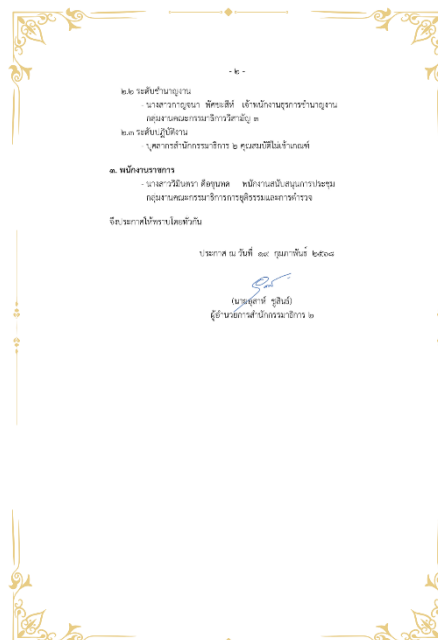 - ๒ -
๒.๒ ระดับชำนาญงาน
- นางสาวกาญจนา พัศขะสีห์ เจ้าพนักงานธุรการชำนาญงาน
กลุ่มงานคณะกรรมาธิการวิสามัญ ๓
๒.๓ ระดับปฏิบัติงาน
- บุคลากรสำนักกรรมาธิการ ๒ คุณสมบัติไม่เข้าเกณฑ์
๓. พนักงานราชการ
- นางสาววิมินตรา ดีอขุนทด พนักงานสนับสนุนการประชุม
กลุ่มงานคณะกรรมาธิการการยุติธรรมและการตำรวจ
จึงประกาศให้ทราบโดยทั่วกัน
ประกาศ ณ วันที่ ๑๙ กุมภาพันธ์ ๒๕๖๘
(นายอุสาห์ ชูสินธ์)
ผู้อำนวยการสำนักกรรมาธิการ ๒